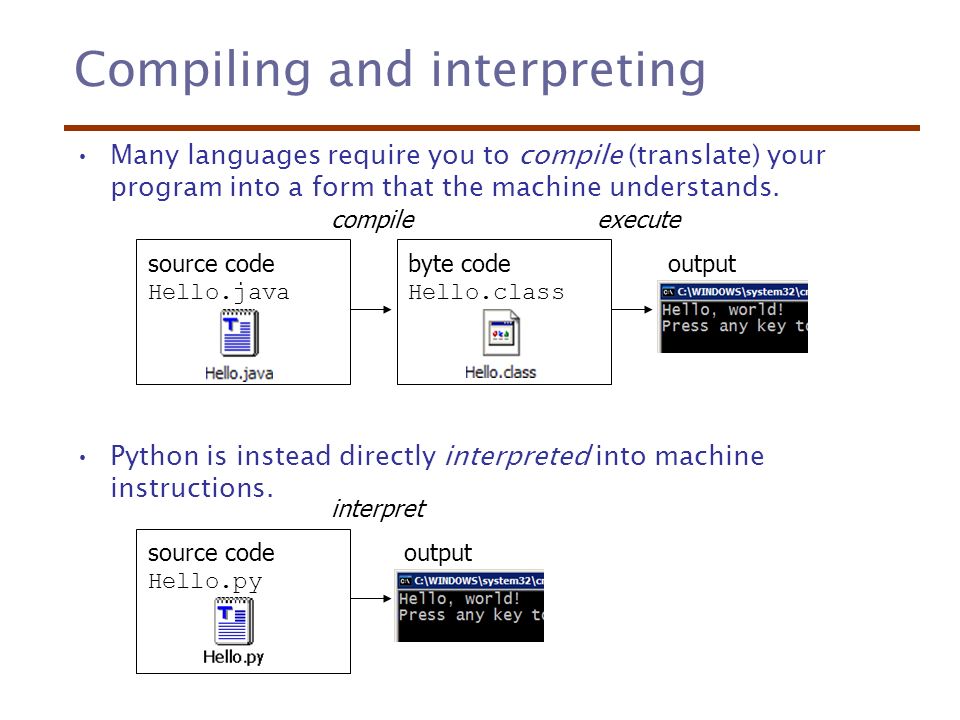 Compiling and interpreting
• Many languages require you to compile (translate) your
program into a form that the machine understands.
compile execute
source code byte code output
Hello.java Hello.class
C:\WINDOWS\system32\c
Hello, world!
Press any key to
Hello.java Hello.class
• Python is instead directly interpreted into machine
instructions.
interpret
source code output
Hello.py
C:\WINDOWS\system32\c
Hello, world!
Press any key to
Hello.py